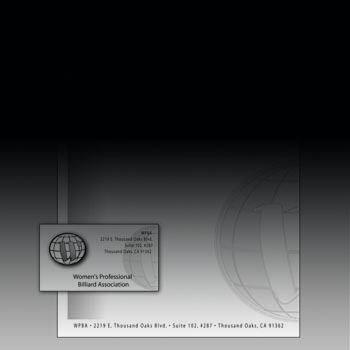 WPBA
2219 E. Thousand Oaks Blvd.
Suite 102, #287
Thousand Oaks, CA 91362
Women's Professional
Billiard Association
WPBA • 2219 E. Thousand Oaks Blvd. • Suite 102, #287 • Thousand Oaks, CA 91362